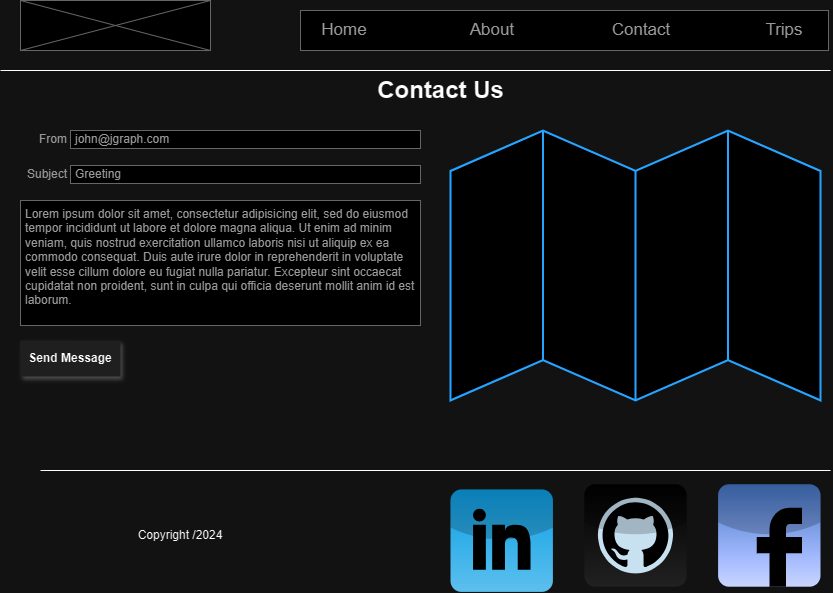 Home About Contact Trips
Contact Us
From john@jgraph.com
Subject Greeting
Lorem ipsum dolor sit amet, consectetur adipisicing elit, sed do eiusmod
tempor incididunt ut labore et dolore magna aliqua. Ut enim ad minim
veniam, quis nostrud exercitation ullamco laboris nisi ut aliquip ex ea
commodo consequat. Duis aute irure dolor in reprehenderit in voluptate
velit esse cillum dolore eu fugiat nulla pariatur. Excepteur sint occaecat
cupidatat non proident, sunt in culpa qui officia deserunt mollit anim id est
laborum.
Send Message
Copyright /2024
in f